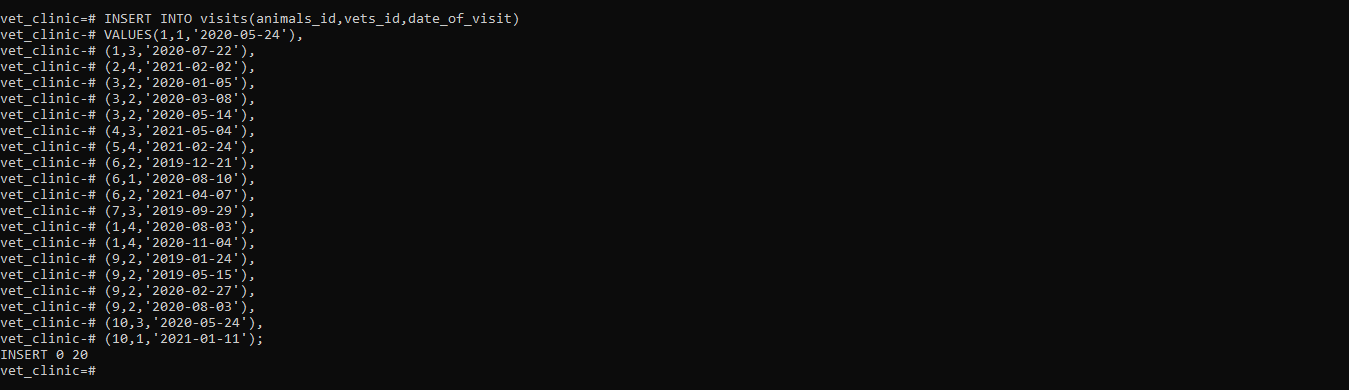 vet_clinic=# INSERT INTO visits(animals_id,vets_id,date_of_visit)
vet_clinic-# VALUES(1,1,'2020-05-24'),
vet_clinic-# (1,3,'2020-07-22'),
vet_clinic-# (2,4,'2021-02-02'),
vet_clinic-# (3,2,'2020-01-05'),
vet_clinic-# (3,2,'2020-03-08'),
vet_clinic-# (3,2,'2020-05-14'),
vet_clinic-# (4,3,'2021-05-04'),
vet_clinic-# (5,4,'2021-02-24'),
vet_clinic-# (6,2,'2019-12-21'),
vet_clinic-# (6,1,'2020-08-10'),
vet_clinic-# (6,2,'2021-04-07'),
vet_clinic-# (7,3,'2019-09-29'),
vet_clinic-# (1,4,'2020-08-03'),
vet_clinic-# (1,4,'2020-11-04'),
vet_clinic-# (9,2,'2019-01-24'),
vet_clinic-# (9,2,'2019-05-15'),
vet_clinic-# (9,2,'2020-02-27'),
vet_clinic-# (9,2,'2020-08-03'),
vet_clinic-# (10,3,'2020-05-24'),
vet_clinic-# (10,1,'2021-01-11');
INSERT 0 20
vet_clinic=#